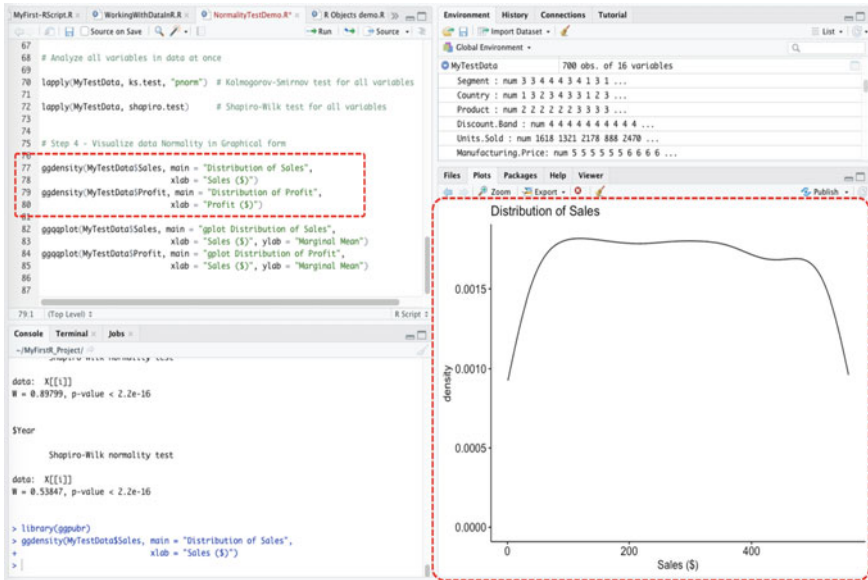 MyFirst-RScript.R × WorkingWithDataInR.R × NormalityTestDemo.R* × R Objects demo.R
Source on Save Run Source
67
68 # Analyze all variables in data at once
69
70 lapply(MyTestData, ks.test, "pnorm") # Kolmogorov-Smirnov test for all variables
71
72 lapply(MyTestData, shapiro.test) # Shapiro-Wilk test for all variables
73
74
75 # Step 4 - Visualize data Normality in Graphical form
76
77 ggdensity(MyTestData$Sales, main = "Distribution of Sales",
78 xlab = "Sales ($)")
79 ggdensity(MyTestData$Profit, main = "Distribution of Profit",
80 xlab = "Profit ($)")
81
82 ggqqplot(MyTestData$Sales, main = "gplot Distribution of Sales",
83 xlab = "Sales ($)", ylab = "Marginal Mean")
84 ggqqplot(MyTestData$Profit, main = "gplot Distribution of Profit",
85 xlab = "Sales ($)", ylab = "Marginal Mean")
86
87
79:1 (Top Level) R Script
Console Terminal × Jobs ×
~/MyFirstR_Project/
Shapiro-Wilk normality test
data: X[[i]]
W = 0.89799, p-value < 2.2e-16
$Year
Shapiro-Wilk normality test
data: X[[i]]
W = 0.53847, p-value < 2.2e-16
> library(ggpubr)
> ggdensity(MyTestData$Sales, main = "Distribution of Sales",
+ xlab = "Sales ($)")
>
Environment History Connections Tutorial
Import Dataset List
Global Environment
MyTestData 700 obs. of 16 variables
Segment : num 3 3 4 4 4 3 4 1 3 1 ...
Country : num 1 3 2 3 4 3 3 1 2 3 ...
Product : num 2 2 2 2 2 2 3 3 3 3 ...
Discount.Band : num 4 4 4 4 4 4 4 4 4 4 ...
Units.Sold : num 1618 1321 2178 888 2470 ...
Manufacturing.Price: num 5 5 5 5 5 5 6 6 6 6 ...
Files Plots Packages Help Viewer
Zoom Export Publish
Distribution of Sales
0.0015
0.0010
0.0005
0.0000
density
0 200 400
Sales ($)